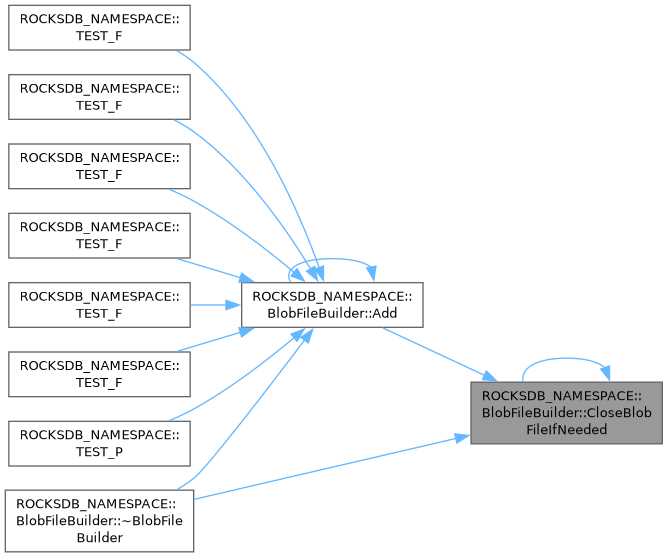 ROCKSDB_NAMESPACE::
TEST_F
ROCKSDB_NAMESPACE::
TEST_F
ROCKSDB_NAMESPACE::
TEST_F
ROCKSDB_NAMESPACE::
TEST_F
ROCKSDB_NAMESPACE::
TEST_F
ROCKSDB_NAMESPACE::
TEST_F
ROCKSDB_NAMESPACE::
TEST_P
ROCKSDB_NAMESPACE::
BlobFileBuilder::~BlobFile
Builder
ROCKSDB_NAMESPACE::
BlobFileBuilder::Add
ROCKSDB_NAMESPACE::
BlobFileBuilder::CloseBlob
FileIfNeeded